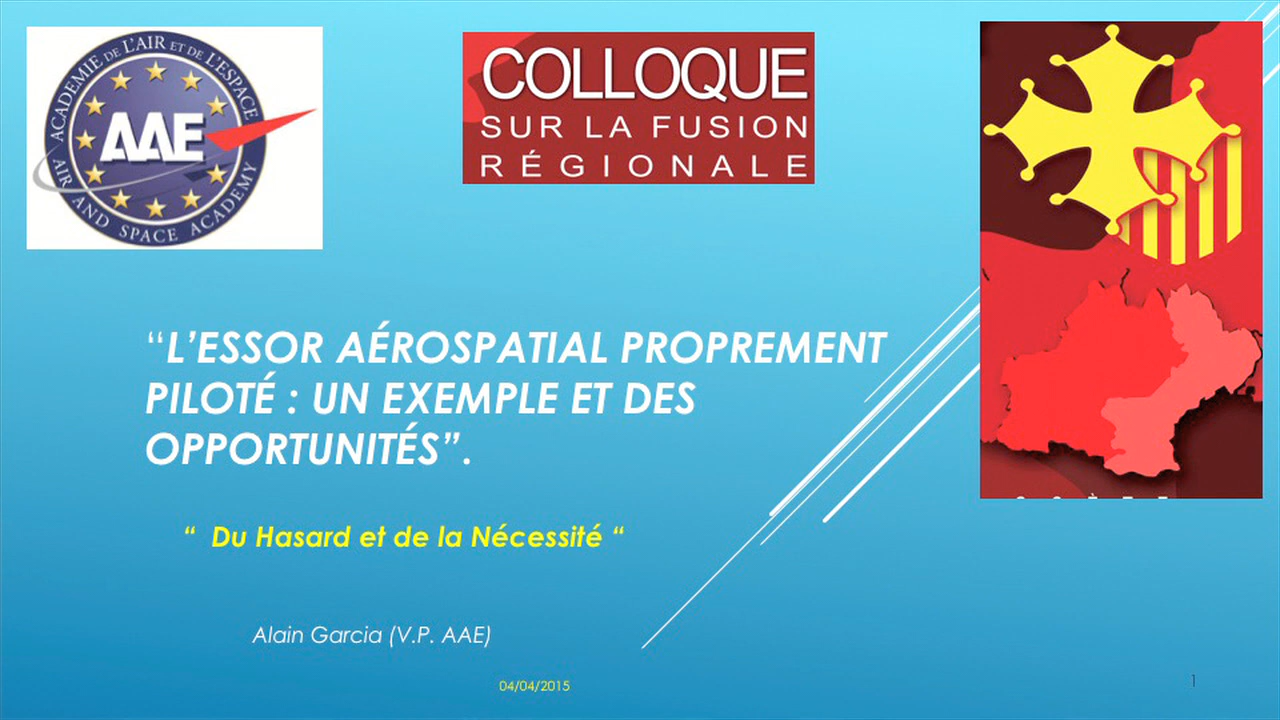 ACADÉMIE DE L'AIR ET DE L'ESPACE
AAE
AIR AND SPACE ACADEMY
COLLOQUE
SUR LA FUSION
RÉGIONALE
“L’ESSOR AÉROSPATIAL PROPREMENT
PILOTÉ : UN EXEMPLE ET DES
OPPORTUNITÉS”.
“ Du Hasard et de la Nécessité “
Alain Garcia (V.P. AAE)
04/04/2015
1